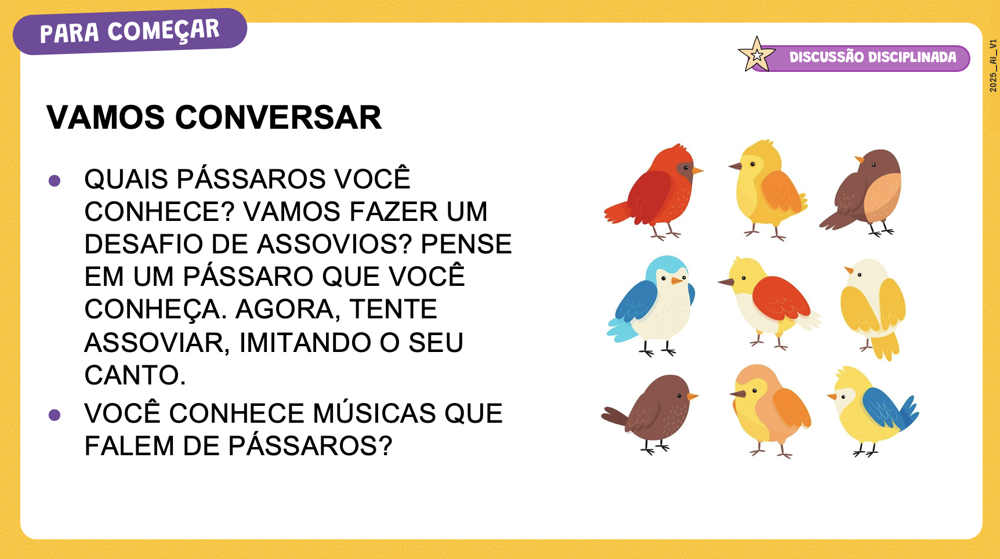 PARA COMEÇAR
DISCUSSÃO DISCIPLINADA
2025_AI_V1
VAMOS CONVERSAR
● QUAIS PÁSSAROS VOCÊ
CONHECE? VAMOS FAZER UM
DESAFIO DE ASSOVIOS? PENSE
EM UM PÁSSARO QUE VOCÊ
CONHEÇA. AGORA, TENTE
ASSOVIAR, IMITANDO O SEU
CANTO.
● VOCÊ CONHECE MÚSICAS QUE
FALEM DE PÁSSAROS?